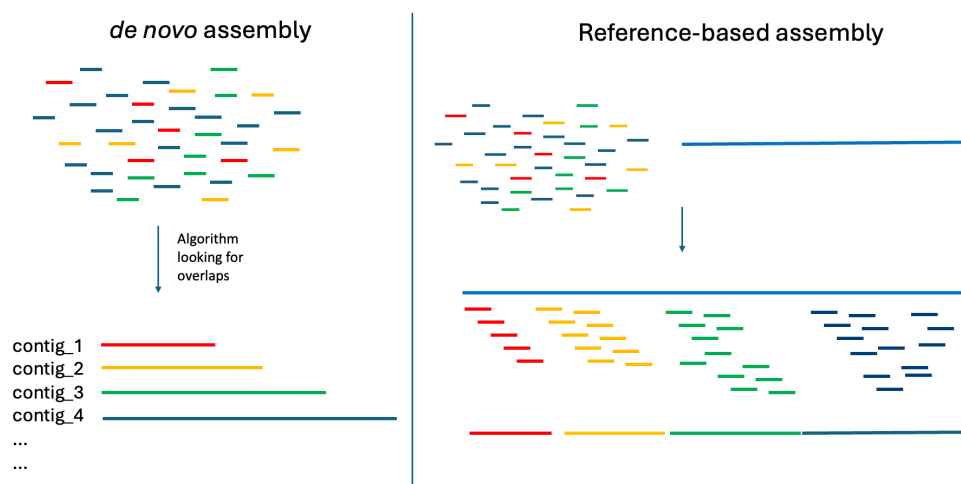 de novo assembly
Algorithm
looking for
overlaps
contig_1
contig_2
contig_3
contig_4
...
...
Reference-based assembly